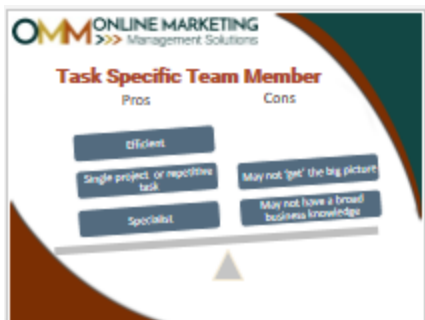 OMM ONLINE MARKETING
>>> Management Solutions
Task Specific Team Member
Pros
Cons
Efficient
Single project or repetitive
task
Specialist
May not 'get' the big picture
May not have a broad
business knowledge